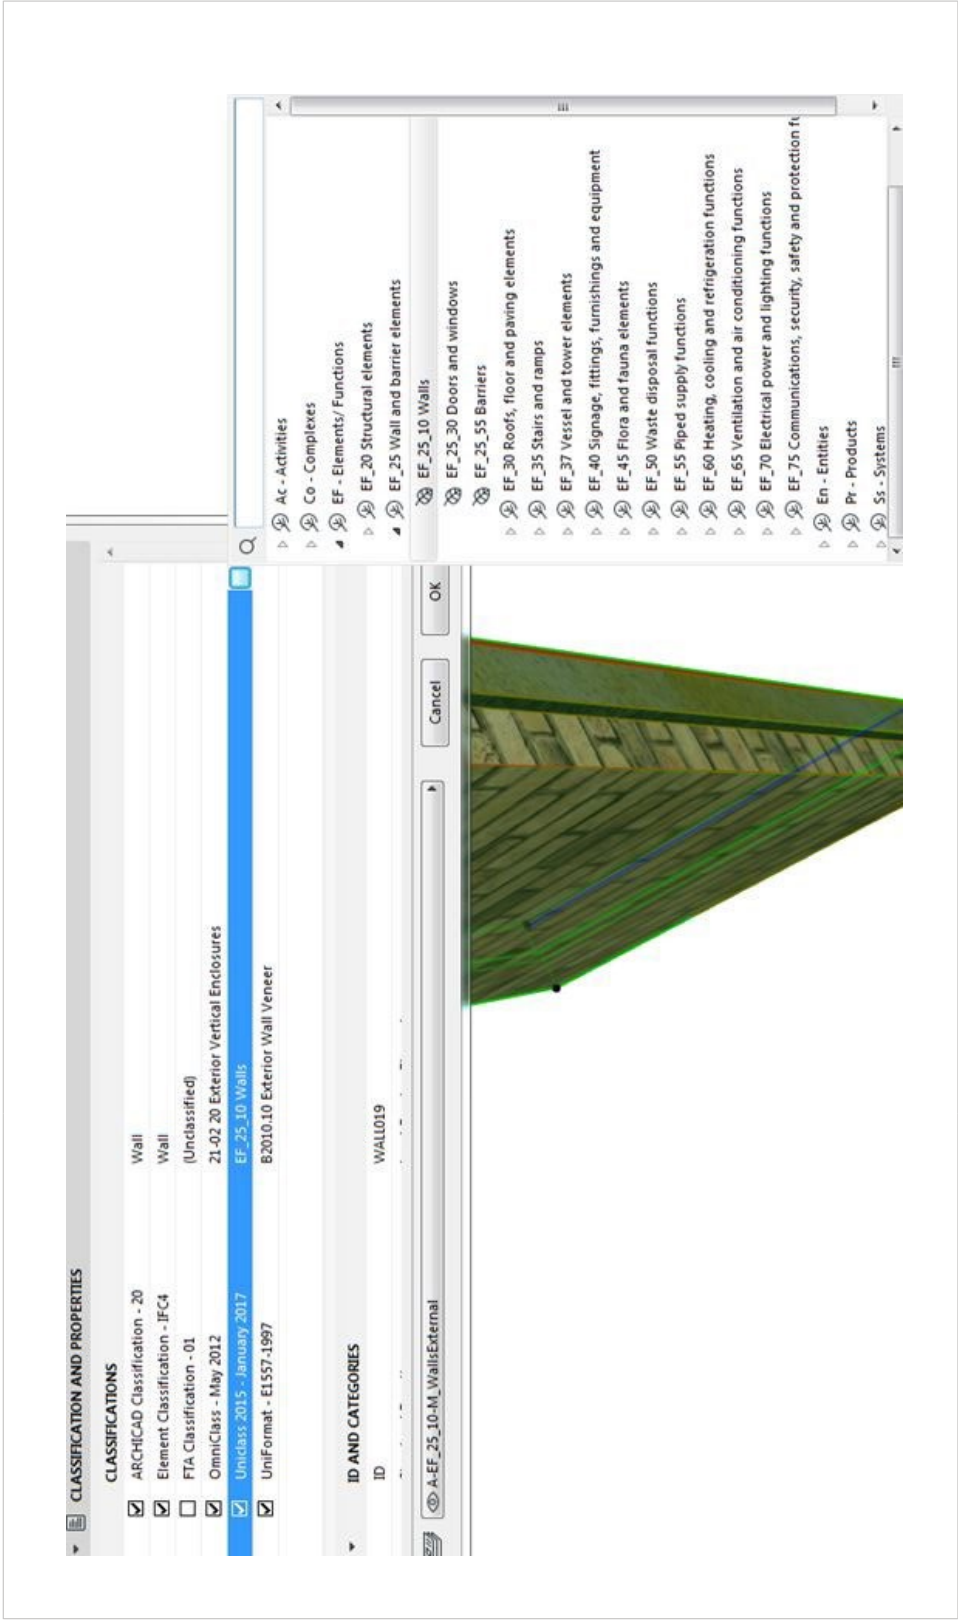 CLASSIFICATION AND PROPERTIES
CLASSIFICATIONS
ARCHICAD Classification - 20 Wall
Element Classification - IFC4 Wall
FTA Classification - 01 (Unclassified)
OmniClass - May 2012 21-02 20 Exterior Vertical Enclosures
Uniclass 2015 - January 2017 EF_25_10 Walls
UniFormat - E1557-1997 B2010.10 Exterior Wall Veneer
ID AND CATEGORIES
ID WALL019
A-EF_25_10-M_WallsExternal
Cancel OK
Ac - Activities
Co - Complexes
EF - Elements/ Functions
EF_20 Structural elements
EF_25 Wall and barrier elements
EF_25_10 Walls
EF_25_30 Doors and windows
EF_25_55 Barriers
EF_30 Roofs, floor and paving elements
EF_35 Stairs and ramps
EF_37 Vessel and tower elements
EF_40 Signage, fittings, furnishings and equipment
EF_45 Flora and fauna elements
EF_50 Waste disposal functions
EF_55 Piped supply functions
EF_60 Heating, cooling and refrigeration functions
EF_65 Ventilation and air conditioning functions
EF_70 Electrical power and lighting functions
EF_75 Communications, security, safety and protection fu
En - Entities
Pr - Products
Ss - Systems